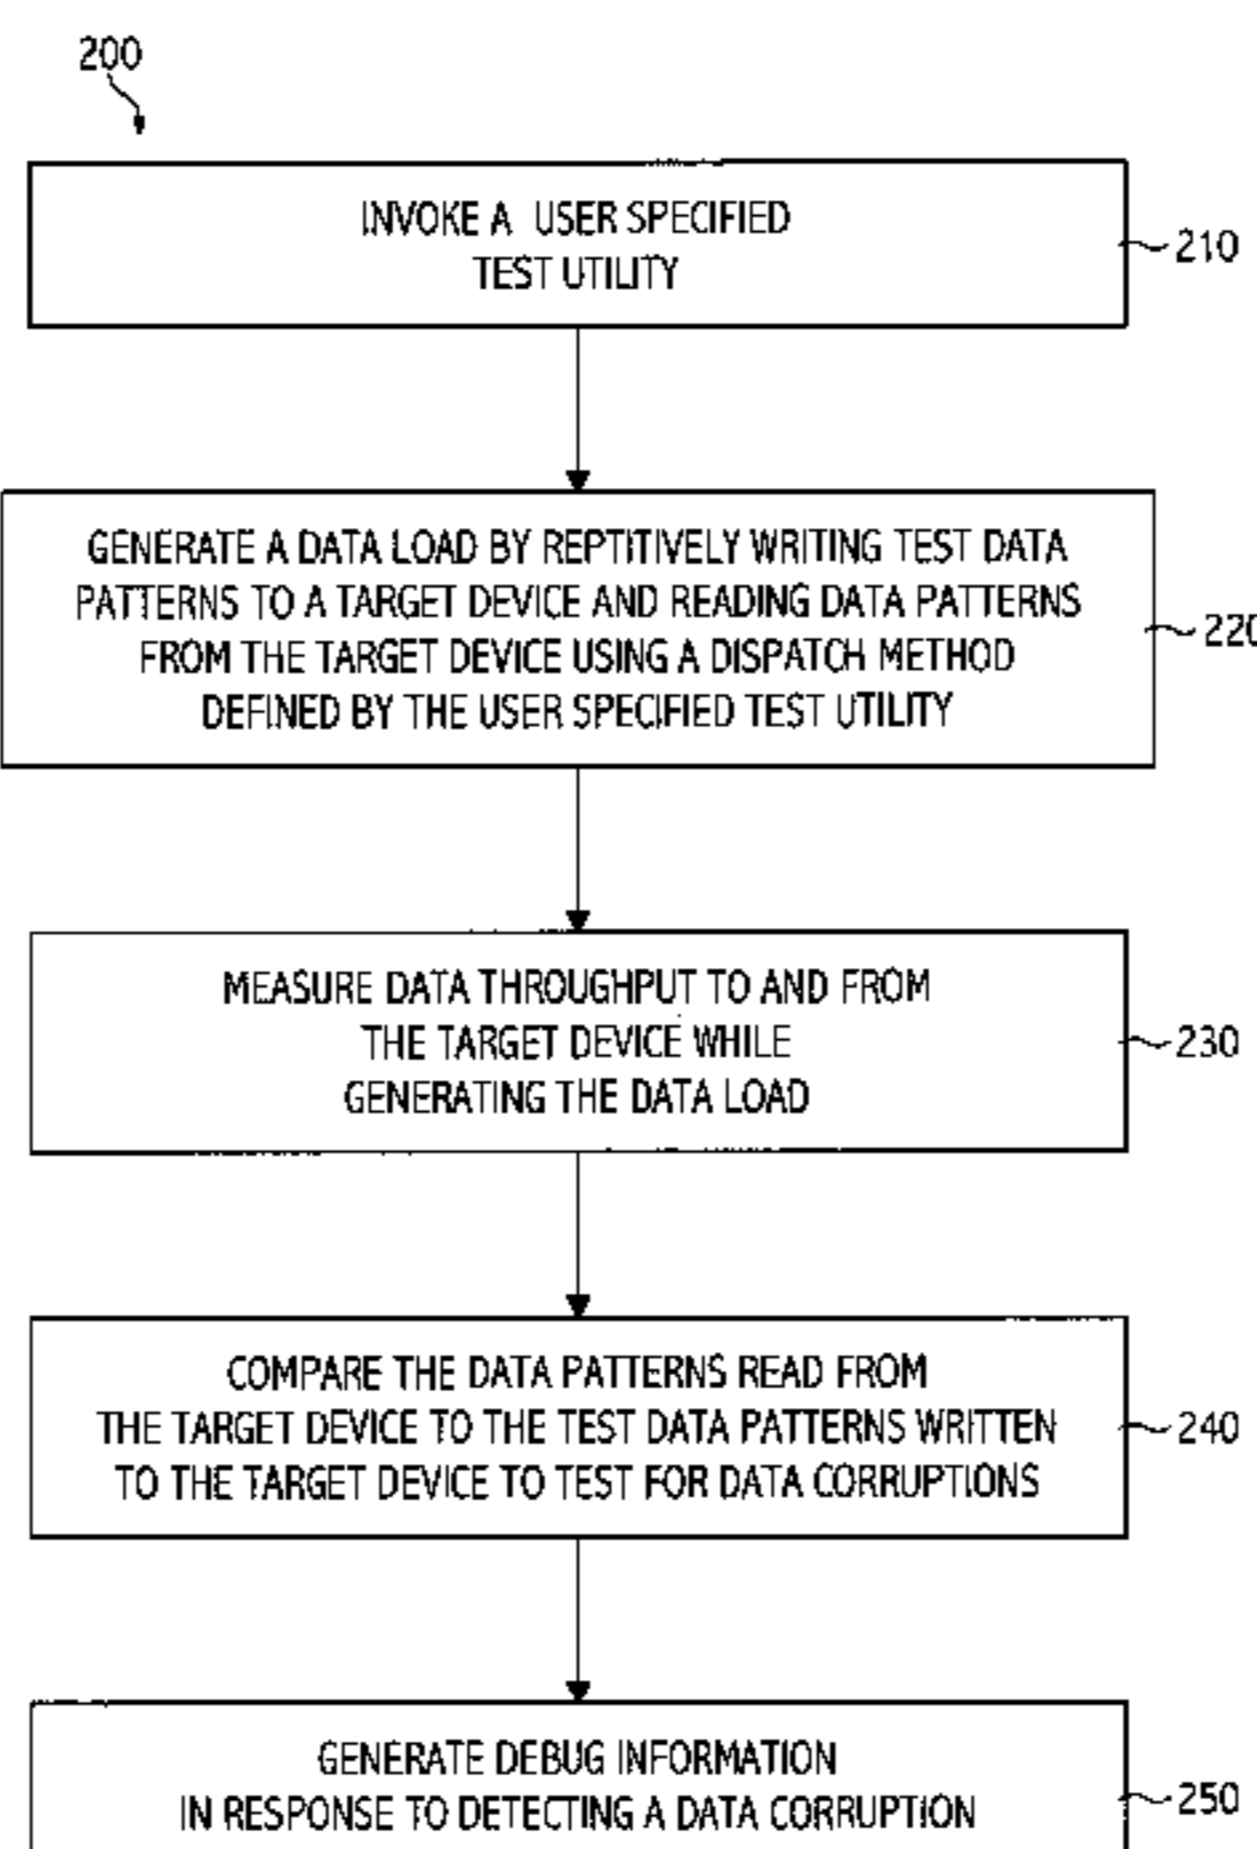 200
INVOKE A USER SPECIFIED
TEST UTILITY
210
GENERATE A DATA LOAD BY REPTITIVELY WRITING TEST DATA
PATTERNS TO A TARGET DEVICE AND READING DATA PATTERNS
FROM THE TARGET DEVICE USING A DISPATCH METHOD
DEFINED BY THE USER SPECIFIED TEST UTILITY
220
MEASURE DATA THROUGHPUT TO AND FROM
THE TARGET DEVICE WHILE
GENERATING THE DATA LOAD
230
COMPARE THE DATA PATTERNS READ FROM
THE TARGET DEVICE TO THE TEST DATA PATTERNS WRITTEN
TO THE TARGET DEVICE TO TEST FOR DATA CORRUPTIONS
240
GENERATE DEBUG INFORMATION
IN RESPONSE TO DETECTING A DATA CORRUPTION
250